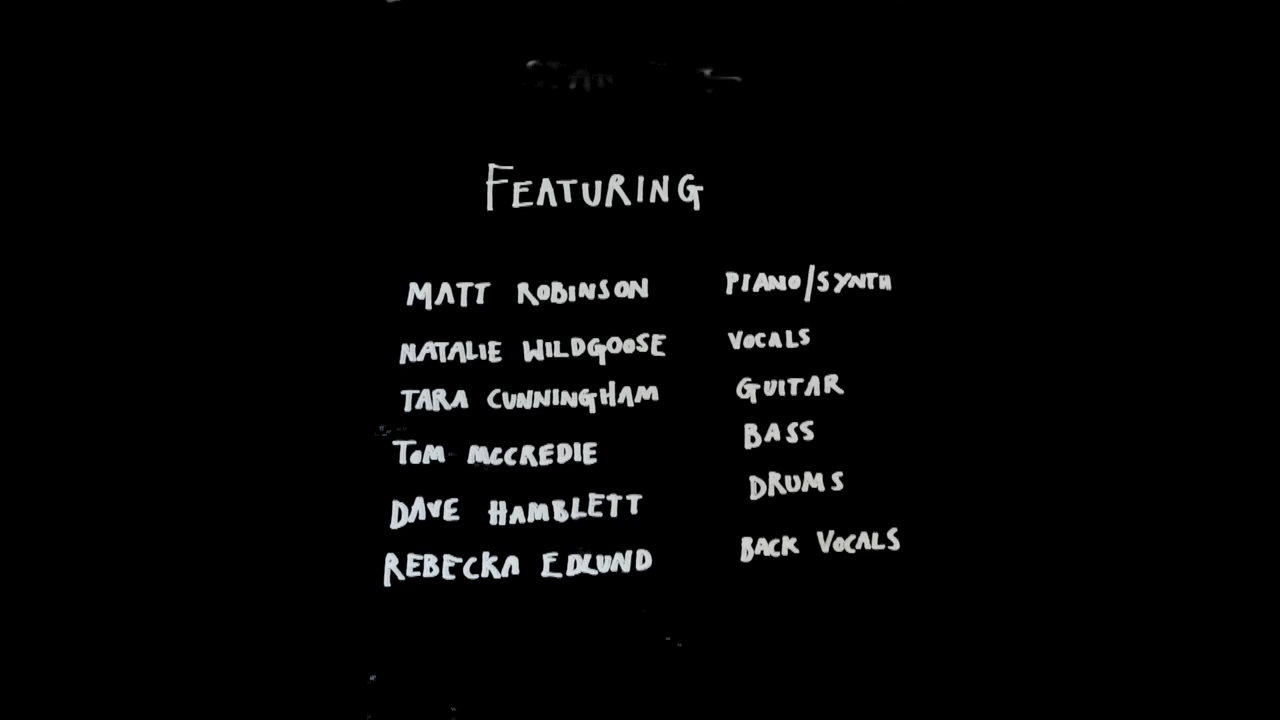 FEATURING
MATT ROBINSON PIANO/SYNTH
NATALIE WILDGOOSE VOCALS
TARA CUNNINGHAM GUITAR
TOM MCCREDIE BASS
DAVE HAMBLETT DRUMS
REBECKA EDLUND BACK VOCALS